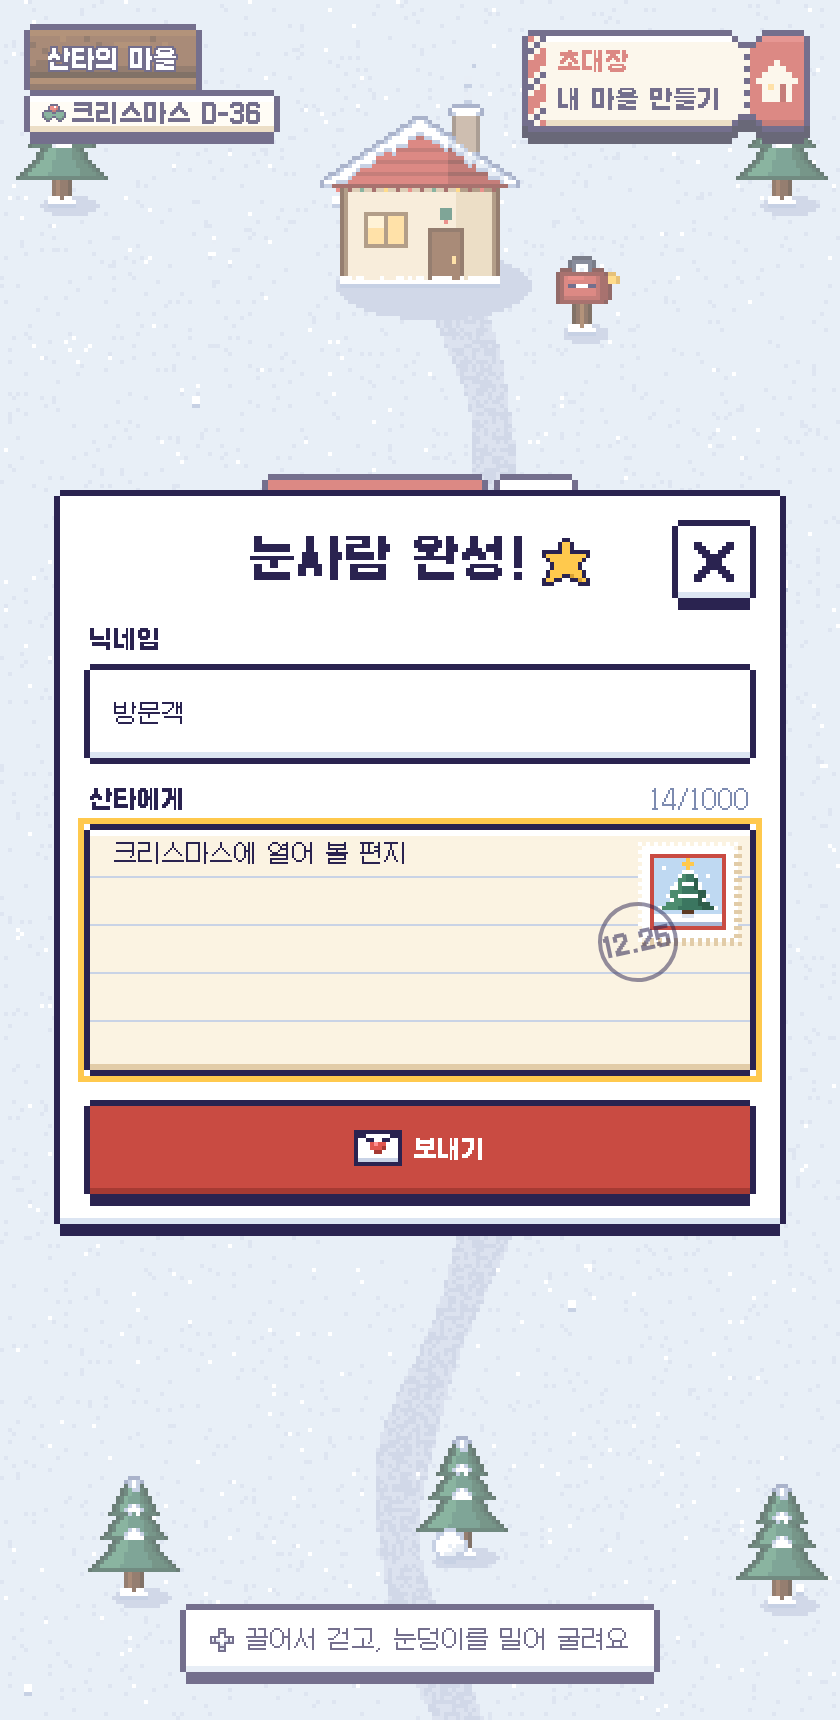 산타의 마을
크리스마스 D-36
초대장
내 마을 만들기
눈사람 완성!
닉네임
방문객
산타에게
14/1000
크리스마스에 열어 볼 편지
12.25
보내기
끌어서 걷고, 눈덩이를 밀어 굴려요